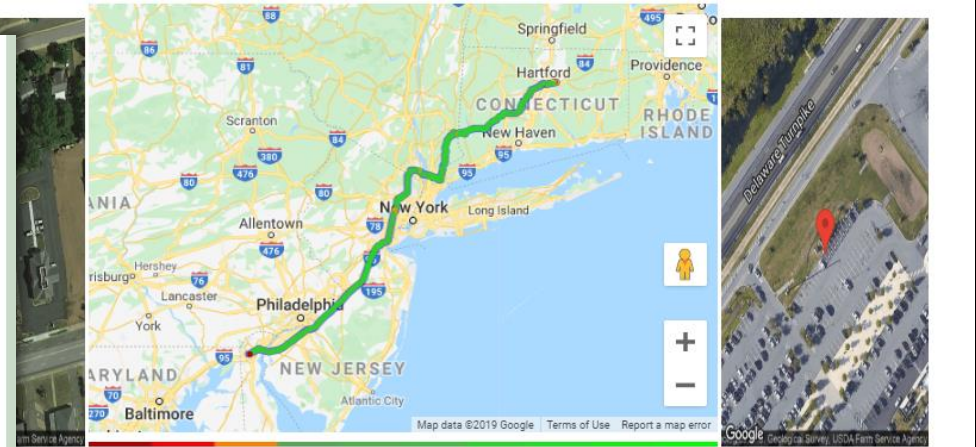 88
495
Springfield
86
81
84
Hartford
Providence
CONNECTICUT
RHODE
ISLAND
Scranton
New Haven
84
95
380
476
80
95
80
ANIA
New York
Long Island
Allentown
78
476
Hershey
risburg
76
Lancaster
195
Philadelphia
York
95
NEW JERSEY
ARYLAND
70
270
Atlantic City
Baltimore
Map data ©2019 Google Terms of Use Report a map error
arm Service Agency
Delaware Turnpike
Google Geological Survey, USDA Farm Service Agency